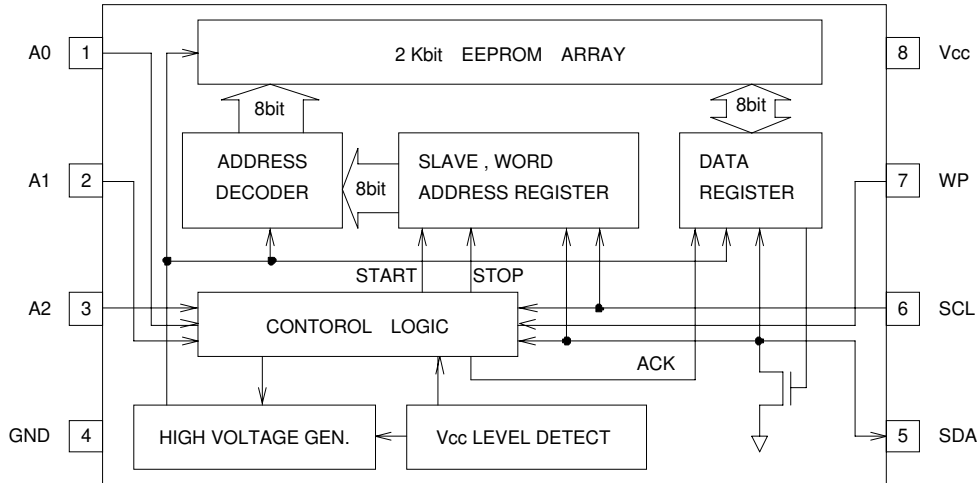 A0 1 2 Kbit EEPROM ARRAY 8 Vcc
8bit 8bit
A1 2 ADDRESS DECODER 8bit SLAVE , WORD ADDRESS REGISTER DATA REGISTER 7 WP
START STOP
A2 3 CONTOROL LOGIC 6 SCL
ACK
GND 4 HIGH VOLTAGE GEN. Vcc LEVEL DETECT 5 SDA